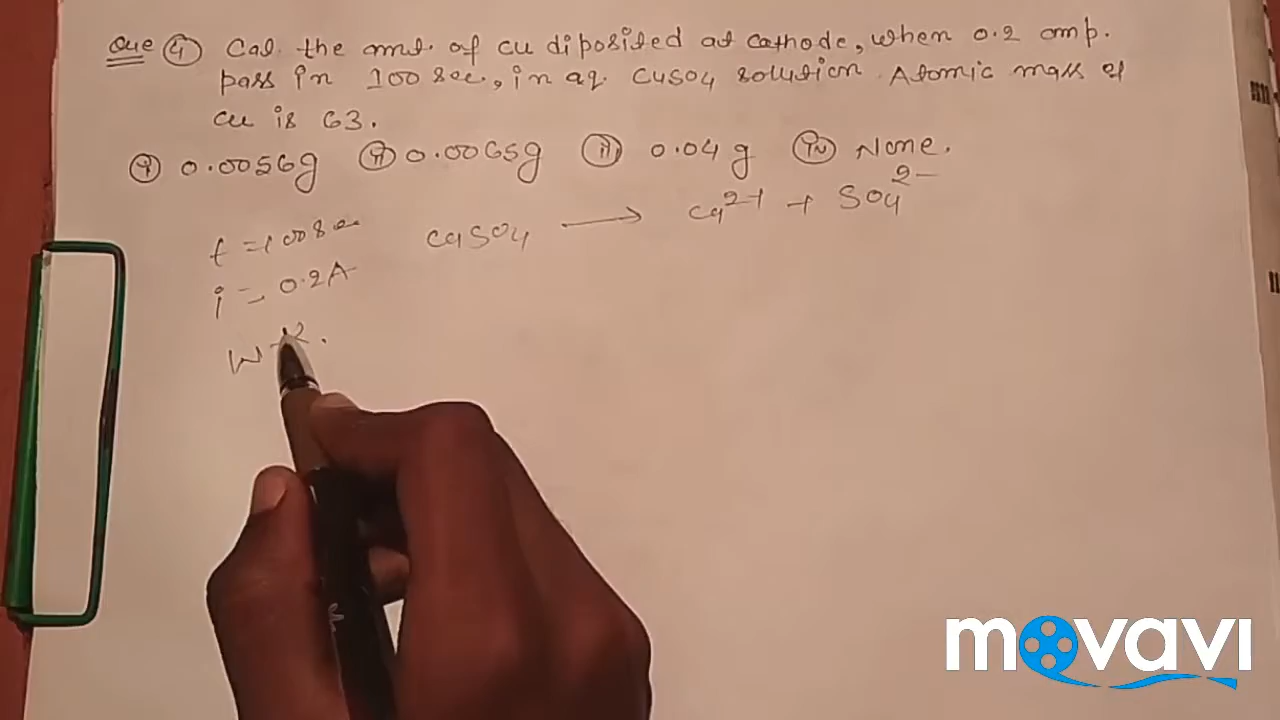 Que 4 Cal. the amt. of cu diposited at cathode, when 0.2 amp.
pass in 100 sec, in aq. CuSO4 solution. Atomic mass of
cu is 63.
i 0.0056g ii 0.0065g iii 0.04 g iv None.
t = 100 sec CuSO4 → Cu2+ + SO4 2-
i = 0.2A
W
movavi